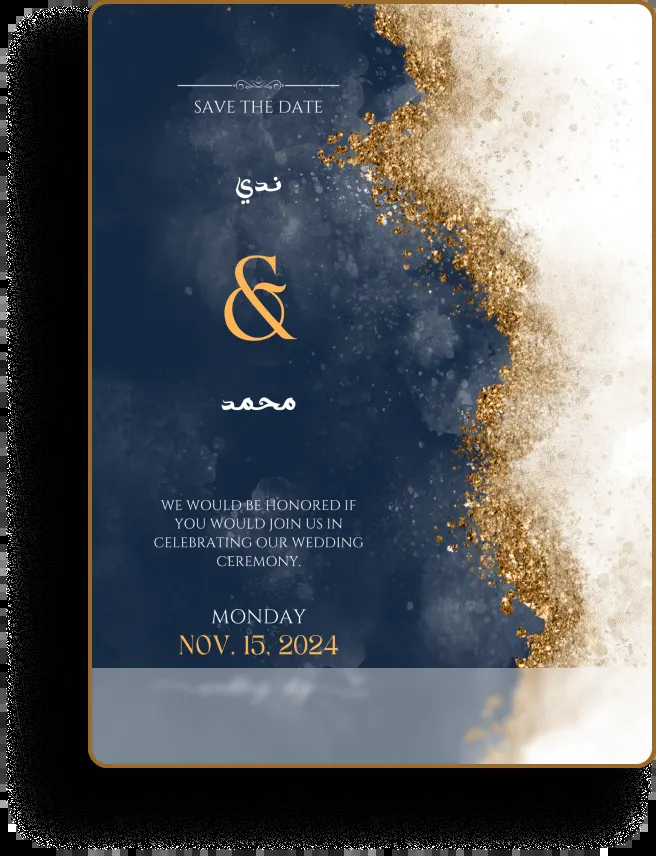 SAVE THE DATE
ندي
&
محمد
WE WOULD BE HONORED IF
YOU WOULD JOIN US IN
CELEBRATING OUR WEDDING
CEREMONY.
MONDAY
NOV. 15, 2024